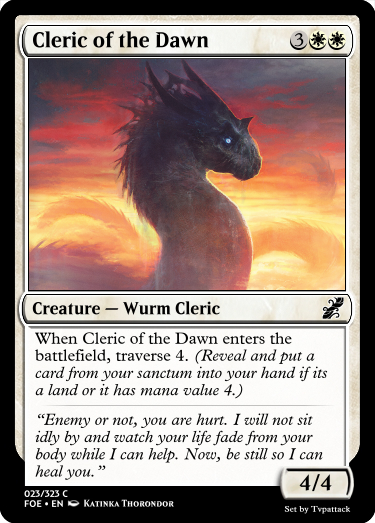 Cleric of the Dawn 3
Creature — Wurm Cleric
When Cleric of the Dawn enters the
battlefield, traverse 4. (Reveal and put a
card from your sanctum into your hand if its
a land or it has mana value 4.)
“Enemy or not, you are hurt. I will not sit
idly by and watch your life fade from your
body while I can help. Now, be still so I can
heal you.”
4/4
023/323 C
FOE • EN Katinka Thorondor
Set by Tvpattack